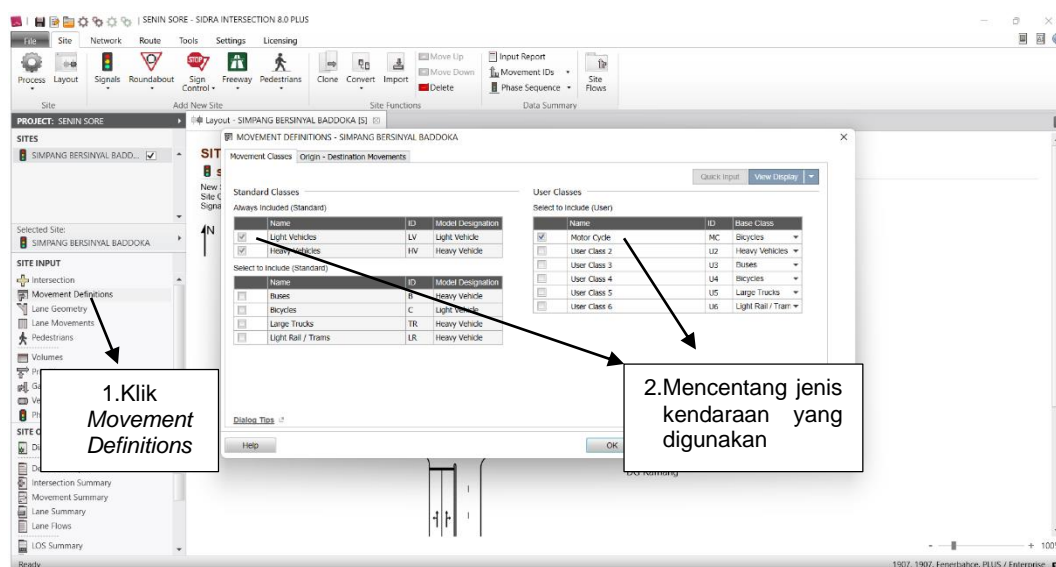 SENIN SORE - SIDRA INTERSECTION 8.0 PLUS
File Site Network Route Tools Settings Licensing
Process Layout Signals Roundabout Sign Control Freeway Pedestrians Clone Convert Import
Move Up
Move Down
Delete
Input Report
Movement IDs
Phase Sequence
Site Flows
Site Add New Site Site Functions Data Summary
PROJECT: SENIN SORE
Layout - SIMPANG BERSINYAL BADDOKA [S]
SITES
SIMPANG BERSINYAL BADD...
Selected Site:
SIMPANG BERSINYAL BADDOKA
SITE INPUT
Intersection
Movement Definitions
Lane Geometry
Lane Movements
Pedestrians
Volumes
Intersection Summary
Movement Summary
Lane Summary
Lane Flows
LOS Summary
Ready
SIT
New
Site C
Signa
N
MOVEMENT DEFINITIONS - SIMPANG BERSINYAL BADDOKA
Movement Classes Origin - Destination Movements
Quick Input View Display
Standard Classes
Always Included (Standard)
Name ID Model Designation
Light Vehicles LV Light Vehicle
Heavy Vehicles HV Heavy Vehicle
Select to Include (Standard)
Name ID Model Designation
Buses B Heavy Vehicle
Bicycles C Light Vehicle
Large Trucks TR Heavy Vehicle
Light Rail / Trams LR Heavy Vehicle
User Classes
Select to Include (User)
Name ID Base Class
Motor Cycle MC Bicycles
User Class 2 U2 Heavy Vehicles
User Class 3 U3 Buses
User Class 4 U4 Bicycles
User Class 5 U5 Large Trucks
User Class 6 U6 Light Rail / Tram
Dialog Tips
Help OK
1.Klik
Movement
Definitions
2.Mencentang jenis
kendaraan yang
digunakan
100%
1907, 1907, Fenerbahce, PLUS / Enterprise